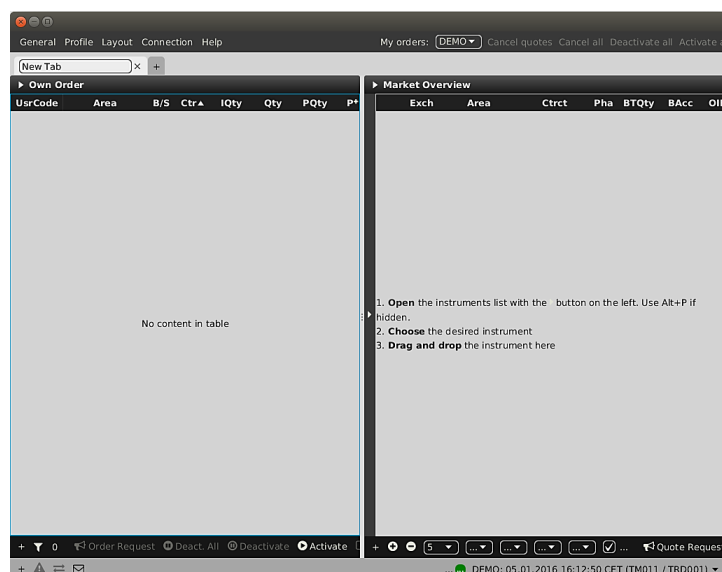 General Profile Layout Connection Help My orders: DEMO Cancel quotes Cancel all Deactivate all Activate
New Tab × +
Own Order Market Overview
UsrCode Area B/S Ctr IQty Qty PQty P Exch Area Ctrct Pha BTQty BAcc
1. Open the instruments list with the button on the left. Use Alt+P if
hidden.
No content in table
2. Choose the desired instrument
3. Drag and drop the instrument here
+ 0 Order Request Deact. All Deactivate Activate + 5 ... ... ... ... ... Quote Reques
+ ... DEMO: 05.01.2016 16:12:50 CET (TM011 / TRD001)